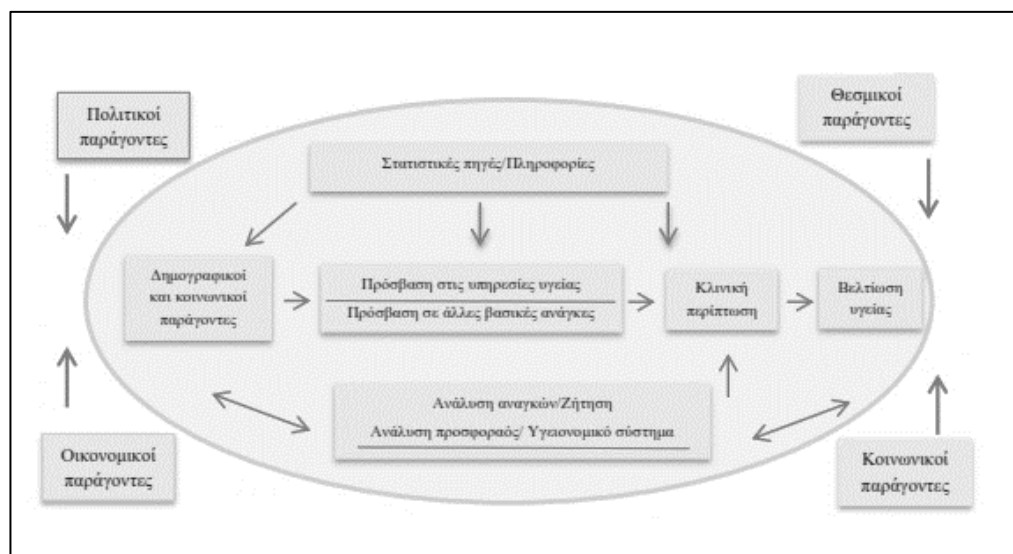 Πολιτικοί
παράγοντες
Θεσμικοί
παράγοντες
Στατιστικές πηγές/Πληροφορίες
Δημογραφικοί
και κοινωνικοί
παράγοντες
Πρόσβαση στις υπηρεσίες υγείας
Πρόσβαση σε άλλες βασικές ανάγκες
Κλινική
περίπτωση
Βελτίωση
υγείας
Ανάλυση αναγκών/Ζήτηση
Ανάλυση προσφοραός/ Υγειονομικό σύστημα
Οικονομικοί
παράγοντες
Κοινωνικοί
παράγοντες